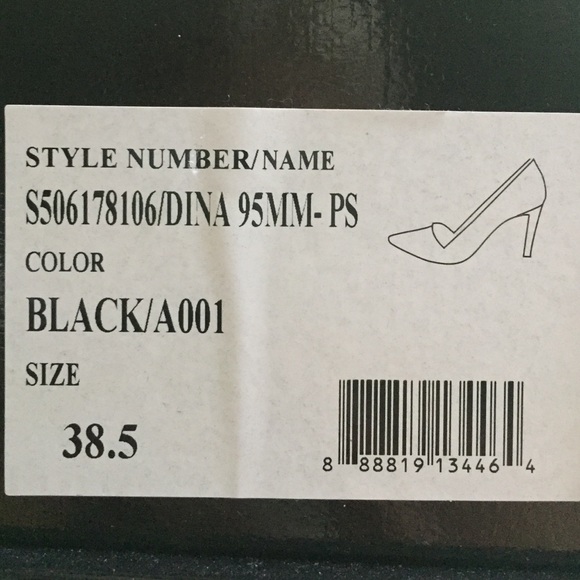 STYLE NUMBER/NAME
S506178106/DINA 95MM- PS
COLOR
BLACK/A001
SIZE
38.5
8 88819 13446 4